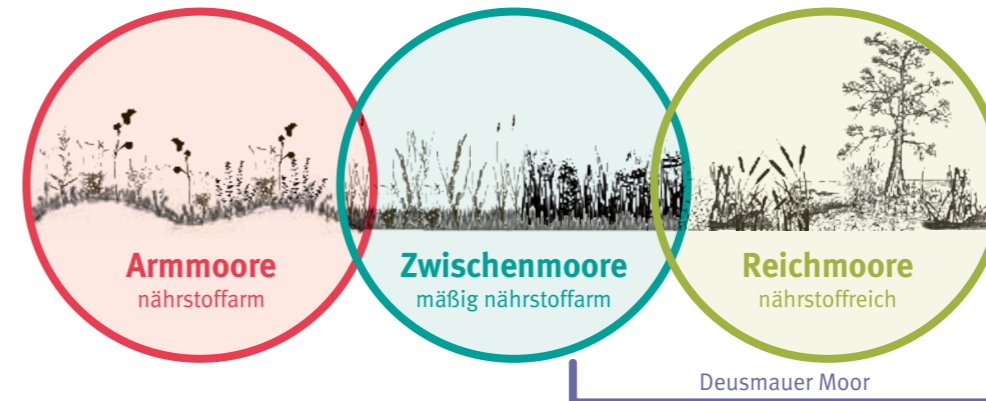 Armmoore
nährstoffarm
Zwischenmoore
mäßig nährstoffarm
Reichmoore
nährstoffreich
Deusmauer Moor